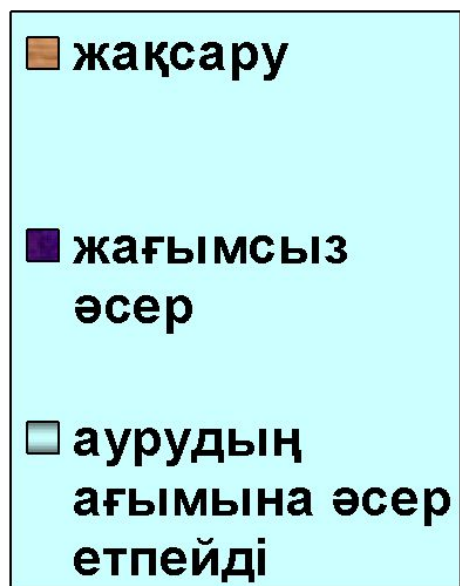 жақсару
жағымсыз
әсер
аурудың
ағымына әсер
етпейді